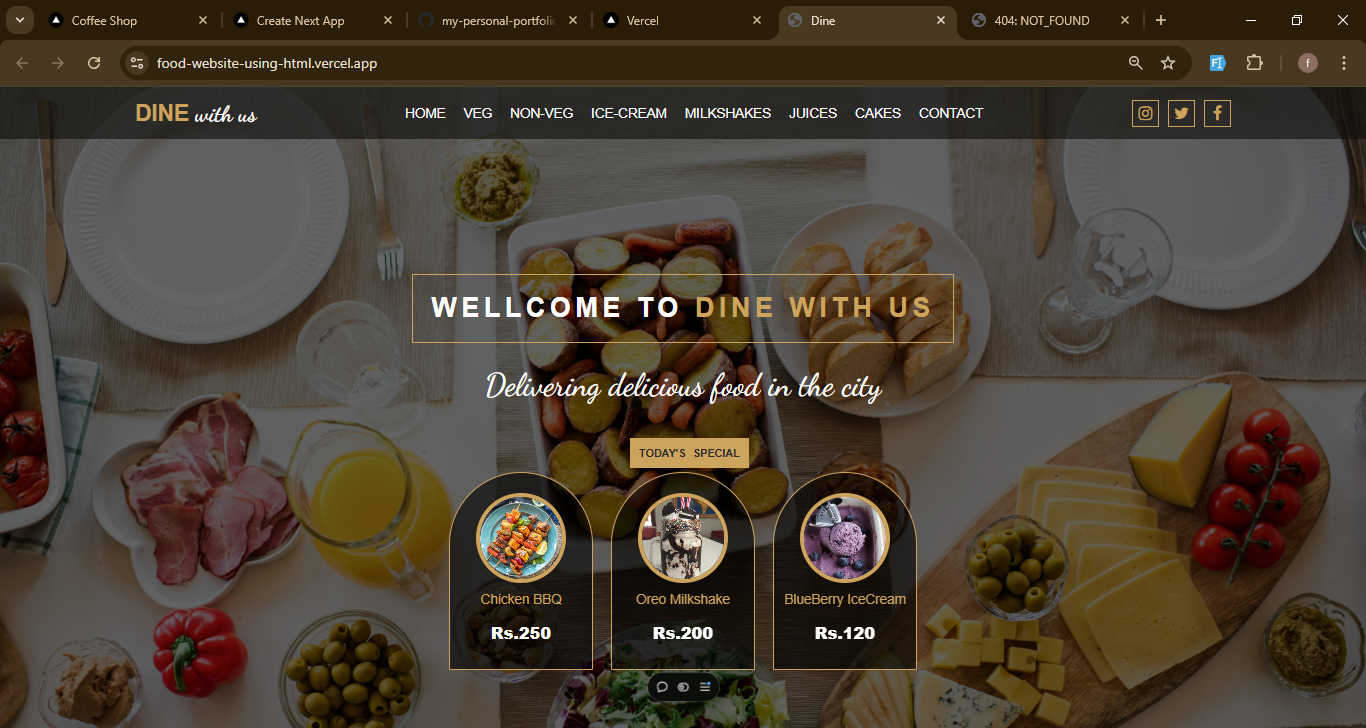 Coffee Shop
Create Next App
my-personal-portfolio
Vercel
Dine
404: NOT_FOUND
food-website-using-html.vercel.app
f
DINE with us
HOME VEG NON-VEG ICE-CREAM MILKSHAKES JUICES CAKES CONTACT
WELLCOME TO DINE WITH US
Delivering delicious food in the city
TODAY'S SPECIAL
Chicken BBQ Oreo Milkshake BlueBerry IceCream
Rs.250 Rs.200 Rs.120